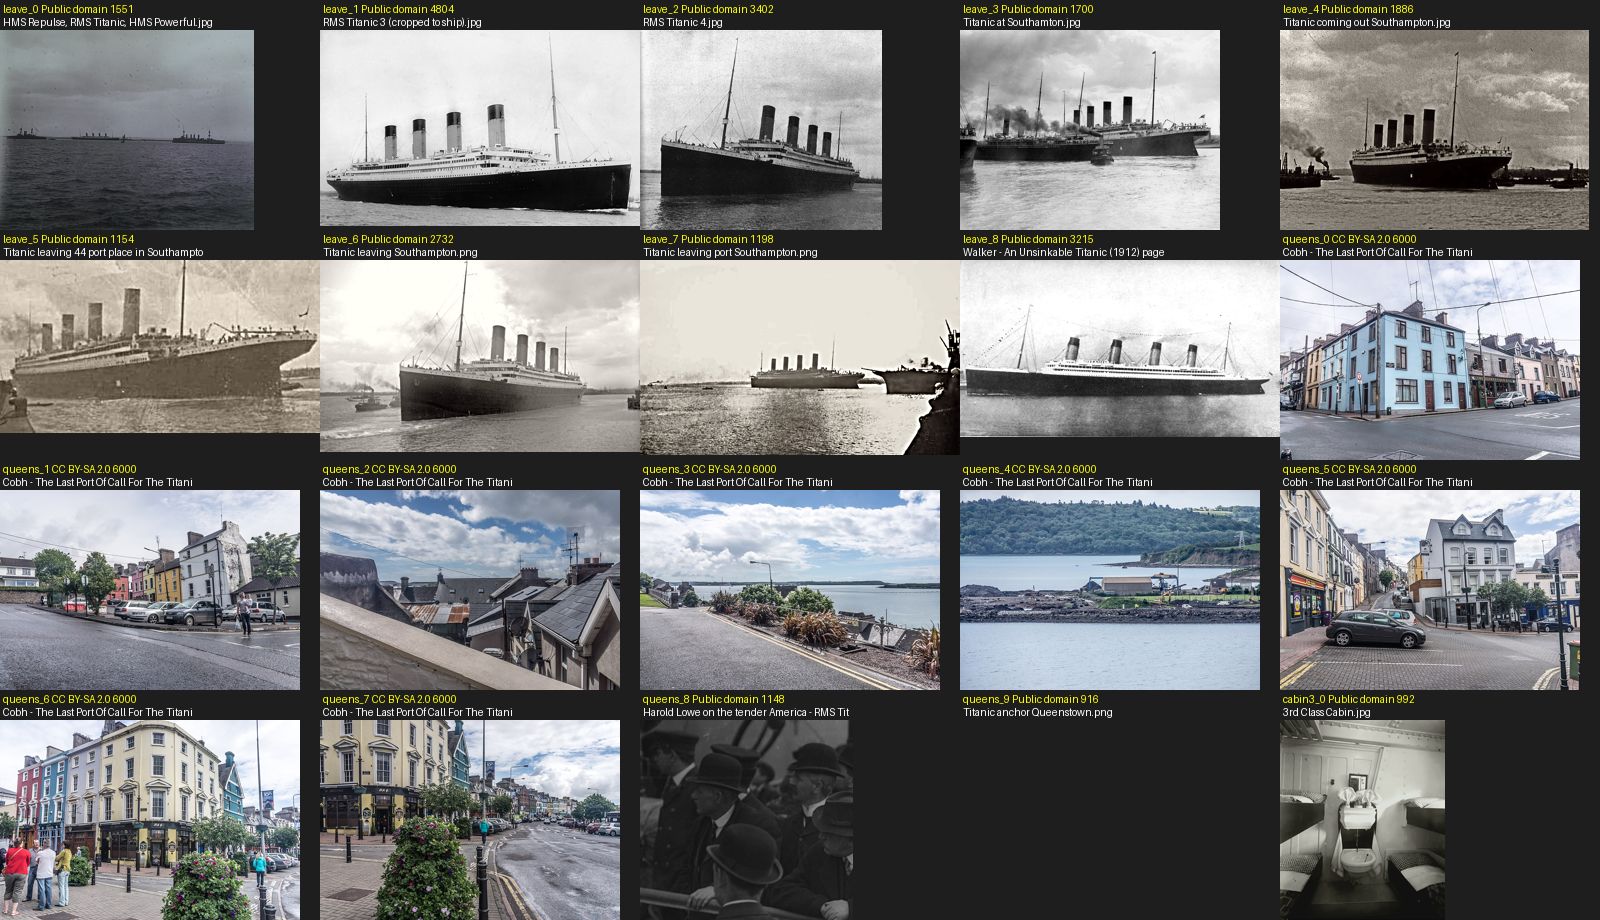 leave_0 Public domain 1551
HMS Repulse, RMS Titanic, HMS Powerful.jpg
leave_1 Public domain 4804
RMS Titanic 3 (cropped to ship).jpg
leave_2 Public domain 3402
RMS Titanic 4.jpg
leave_3 Public domain 1700
Titanic at Southamton.jpg
leave_4 Public domain 1886
Titanic coming out Southampton.jpg
leave_5 Public domain 1154
Titanic leaving 44 port place in Southampto
leave_6 Public domain 2732
Titanic leaving Southampton.png
leave_7 Public domain 1198
Titanic leaving port Southampton.png
leave_8 Public domain 3215
Walker - An Unsinkable Titanic (1912) page
queens_0 CC BY-SA 2.0 6000
Cobh - The Last Port Of Call For The Titani
queens_1 CC BY-SA 2.0 6000
Cobh - The Last Port Of Call For The Titani
queens_2 CC BY-SA 2.0 6000
Cobh - The Last Port Of Call For The Titani
queens_3 CC BY-SA 2.0 6000
Cobh - The Last Port Of Call For The Titani
queens_4 CC BY-SA 2.0 6000
Cobh - The Last Port Of Call For The Titani
queens_5 CC BY-SA 2.0 6000
Cobh - The Last Port Of Call For The Titani
queens_6 CC BY-SA 2.0 6000
Cobh - The Last Port Of Call For The Titani
queens_7 CC BY-SA 2.0 6000
Cobh - The Last Port Of Call For The Titani
queens_8 Public domain 1148
Harold Lowe on the tender America - RMS Tit
queens_9 Public domain 916
Titanic anchor Queenstown.png
cabin3_0 Public domain 992
3rd Class Cabin.jpg